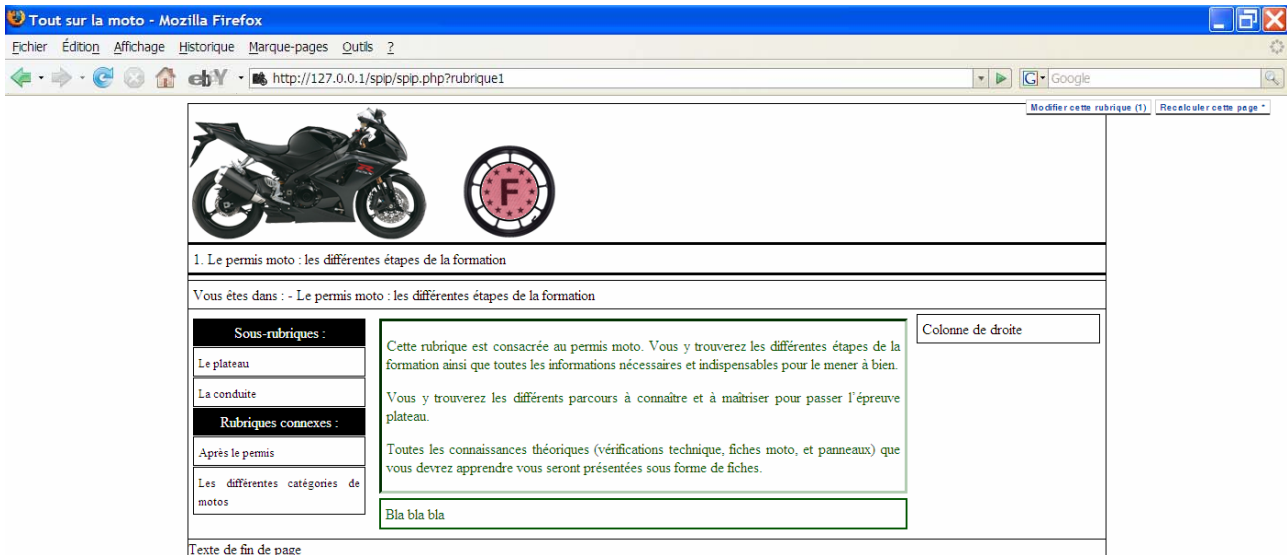 Tout sur la moto - Mozilla Firefox
Fichier Édition Affichage Historique Marque-pages Outils ?
ebY http://127.0.0.1/spip/spip.php?rubrique1 G Google
Modifier cette rubrique (1) Recalculer cette page *
R
F
1. Le permis moto : les différentes étapes de la formation
Vous êtes dans : - Le permis moto : les différentes étapes de la formation
Sous-rubriques :
Le plateau
La conduite
Rubriques connexes :
Après le permis
Les différentes catégories de
motos
Cette rubrique est consacrée au permis moto. Vous y trouverez les différentes étapes de la
formation ainsi que toutes les informations nécessaires et indispensables pour le mener à bien.
Vous y trouverez les différents parcours à connaître et à maîtriser pour passer l'épreuve
plateau.
Toutes les connaissances théoriques (vérifications technique, fiches moto, et panneaux) que
vous devrez apprendre vous seront présentées sous forme de fiches.
Bla bla bla
Colonne de droite
Texte de fin de page